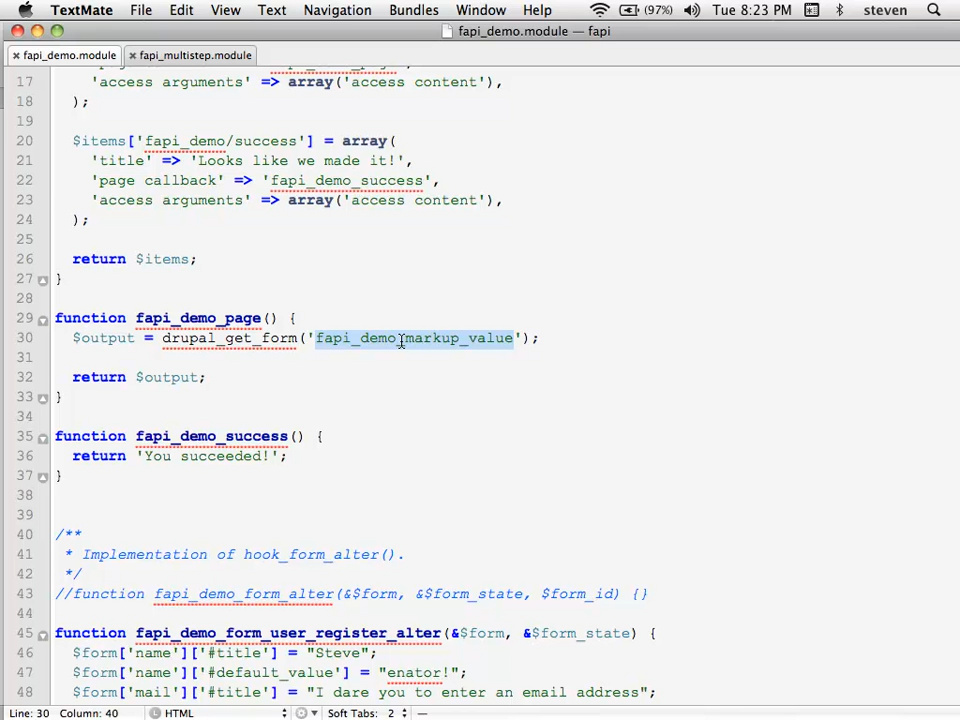 TextMate File Edit View Text Navigation Bundles Window Help (97%) Tue 8:23 PM steven
fapi_demo.module — fapi
fapi_demo.module fapi_multistep.module
17 'access arguments' => array('access content'),
18 );
19
20 $items['fapi_demo/success'] = array(
21 'title' => 'Looks like we made it!',
22 'page callback' => 'fapi_demo_success',
23 'access arguments' => array('access content'),
24 );
25
26 return $items;
27 }
28
29 function fapi_demo_page() {
30 $output = drupal_get_form('fapi_demo_markup_value');
31
32 return $output;
33 }
34
35 function fapi_demo_success() {
36 return 'You succeeded!';
37 }
38
39
40 /**
41 * Implementation of hook_form_alter().
42 */
43 //function fapi_demo_form_alter(&$form, &$form_state, $form_id) {}
44
45 function fapi_demo_form_user_register_alter(&$form, &$form_state) {
46 $form['name']['#title'] = "Steve";
47 $form['name']['#default_value'] = "enator!";
48 $form['mail']['#title'] = "I dare you to enter an email address";
Line: 30 Column: 40 HTML Soft Tabs: 2 —